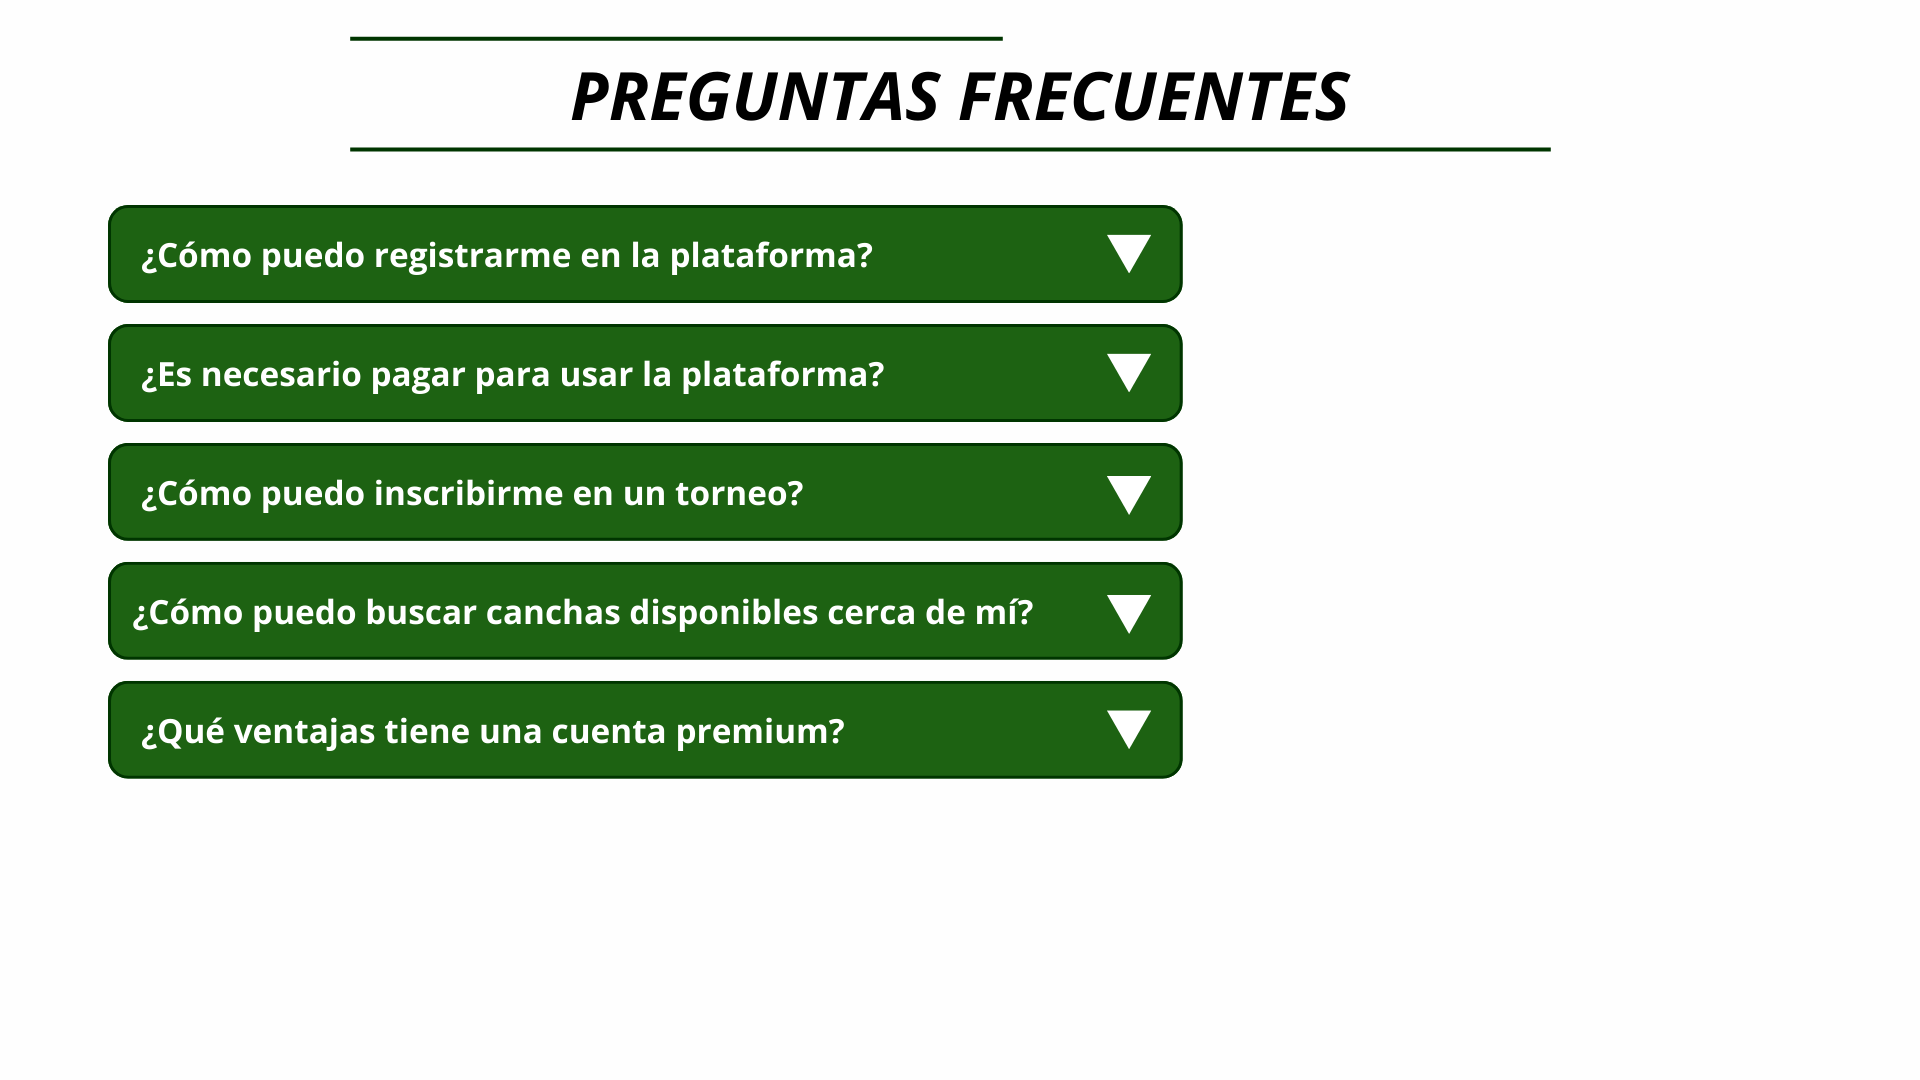 PREGUNTAS FRECUENTES
¿Cómo puedo registrarme en la plataforma?
¿Es necesario pagar para usar la plataforma?
¿Cómo puedo inscribirme en un torneo?
¿Cómo puedo buscar canchas disponibles cerca de mí?
¿Qué ventajas tiene una cuenta premium?